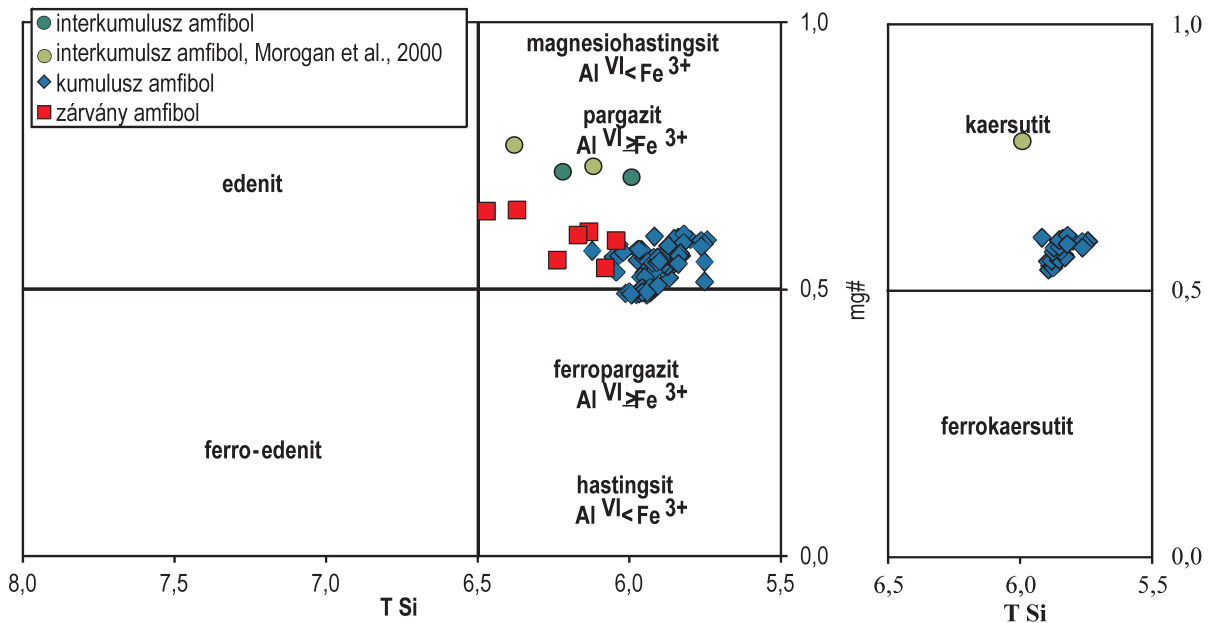 interkumulusz amfibol
interkumulsz amfibol, Morogan et al., 2000
kumulusz amfibol
zárvány amfibol
magnesiohastingsit
Al VI< Fe 3+
pargazit
Al VI≥Fe 3+
edenit
ferropargazit
Al VI≥Fe 3+
ferro-edenit
hastingsit
Al VI< Fe 3+
1,0
0,5
0,0
mg#
8,0 7,5 7,0 6,5 6,0 5,5
T Si
kaersutit
ferrokaersutit
1,0
0,5
0,0
6,5 6,0 5,5
T Si